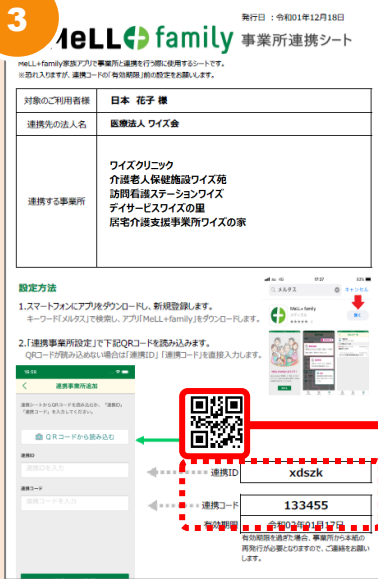 3
発行日 : 令和01年12月18日
MeLL+ family 事業所連携シート
MeLL+family家族アプリで事業所と連携を行う際に使用するシートです。
※恐れ入りますが、連携コードの「有効期限」前の設定をお願いします。
対象のご利用者様 日本 花子 様
連携先の法人名 医療法人 ワイズ会
連携する事業所
ワイズクリニック
介護老人保健施設ワイズ苑
訪問看護ステーションワイズ
デイサービスワイズの里
居宅介護支援事業所ワイズの家
設定方法
1.スマートフォンにアプリをダウンロードし、新規登録します。
キーワード「メルタス」で検索し、アプリ「MeLL+family」をダウンロードします。
メルタス キャンセル
MeLL+family
開く
2.「連携事業所設定」で下記QRコードを読み込みます。
QRコードが読み込めない場合は「連携ID」「連携コード」を直接入力します。
連携事業所追加
連携シートからQRコードを読み込むか、「連携ID」
「連携コード」を入力してください。
QRコードから読み込む
連携ID
連携IDを入力
連携コード
連携コードを入力
連携ID xdszk
連携コード 133455
有効期限 令和02年01月17日
有効期限を過ぎた場合、事業所から本紙の
再発行が必要となりますので、ご連絡をお願い
します。